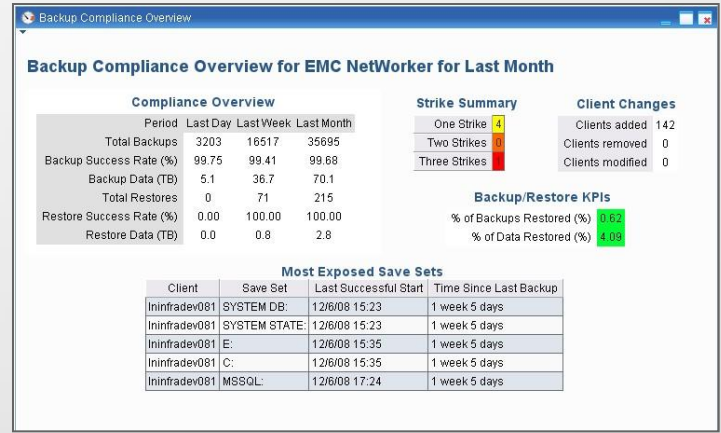 Backup Compliance Overview
Backup Compliance Overview for EMC NetWorker for Last Month
Compliance Overview
Period Last Day Last Week Last Month
Total Backups 3203 16517 35695
Backup Success Rate (%) 99.75 99.41 99.68
Backup Data (TB) 5.1 36.7 70.1
Total Restores 0 71 215
Restore Success Rate (%) 0.00 100.00 100.00
Restore Data (TB) 0.0 0.8 2.8
Strike Summary
One Strike 4
Two Strikes 0
Three Strikes 1
Client Changes
Clients added 142
Clients removed 0
Clients modified 0
Backup/Restore KPIs
% of Backups Restored (%) 0.62
% of Data Restored (%) 4.09
Most Exposed Save Sets
Client Save Set Last Successful Start Time Since Last Backup
lninfradev081 SYSTEM DB: 12/6/08 15:23 1 week 5 days
lninfradev081 SYSTEM STATE: 12/6/08 15:23 1 week 5 days
lninfradev081 E: 12/6/08 15:35 1 week 5 days
lninfradev081 C: 12/6/08 15:35 1 week 5 days
lninfradev081 MSSQL: 12/6/08 17:24 1 week 5 days